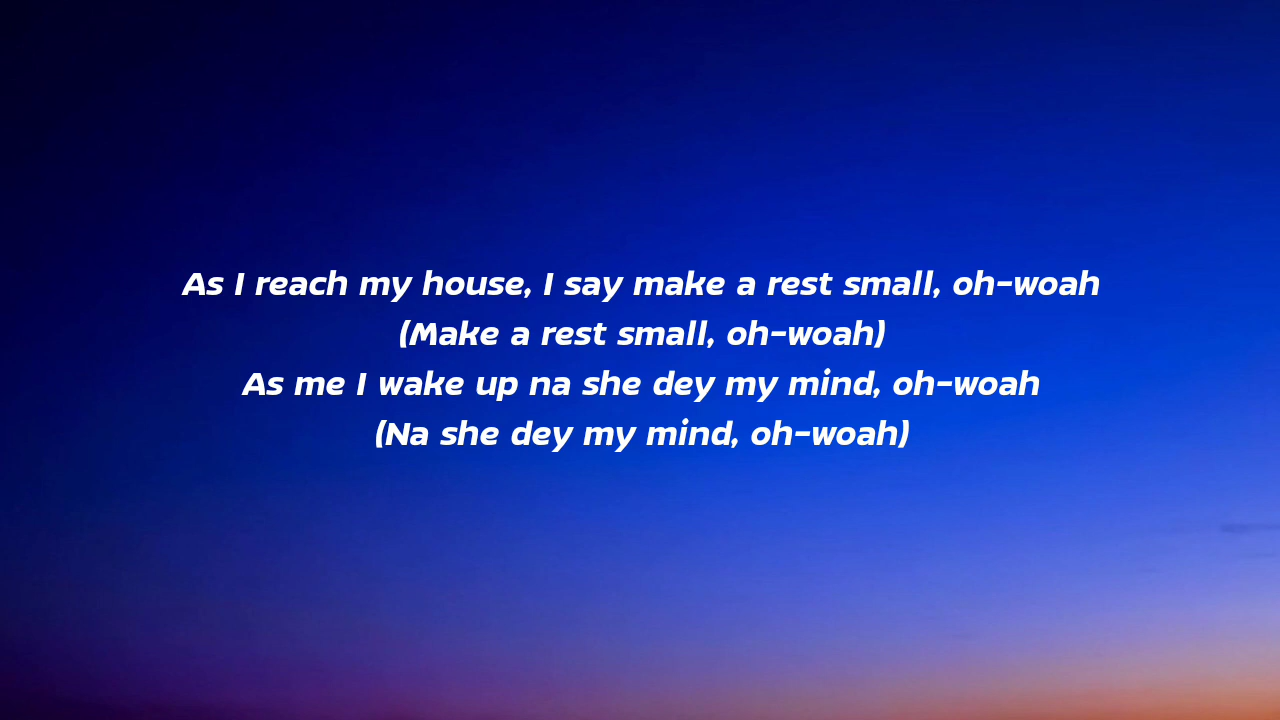 As I reach my house, I say make a rest small, oh-woah
(Make a rest small, oh-woah)
As me I wake up na she dey my mind, oh-woah
(Na she dey my mind, oh-woah)